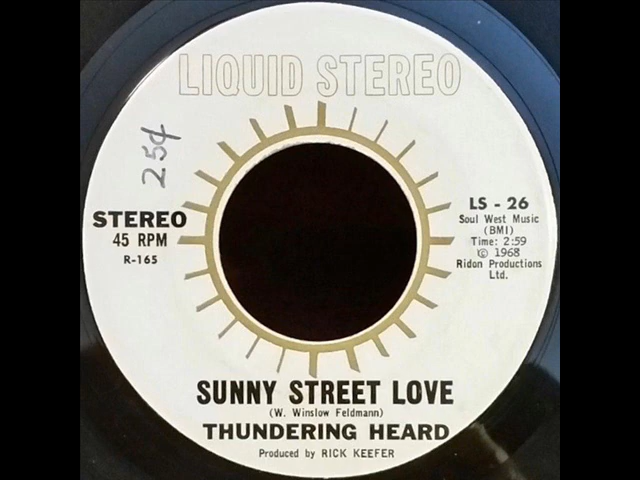 LIQUID STEREO
25¢
STEREO
45 RPM
R-165
LS - 26
Soul West Music
(BMI)
Time: 2:59
© 1968
Ridon Productions
Ltd.
SUNNY STREET LOVE
(W. Winslow Feldmann)
THUNDERING HEARD
Produced by RICK KEEFER